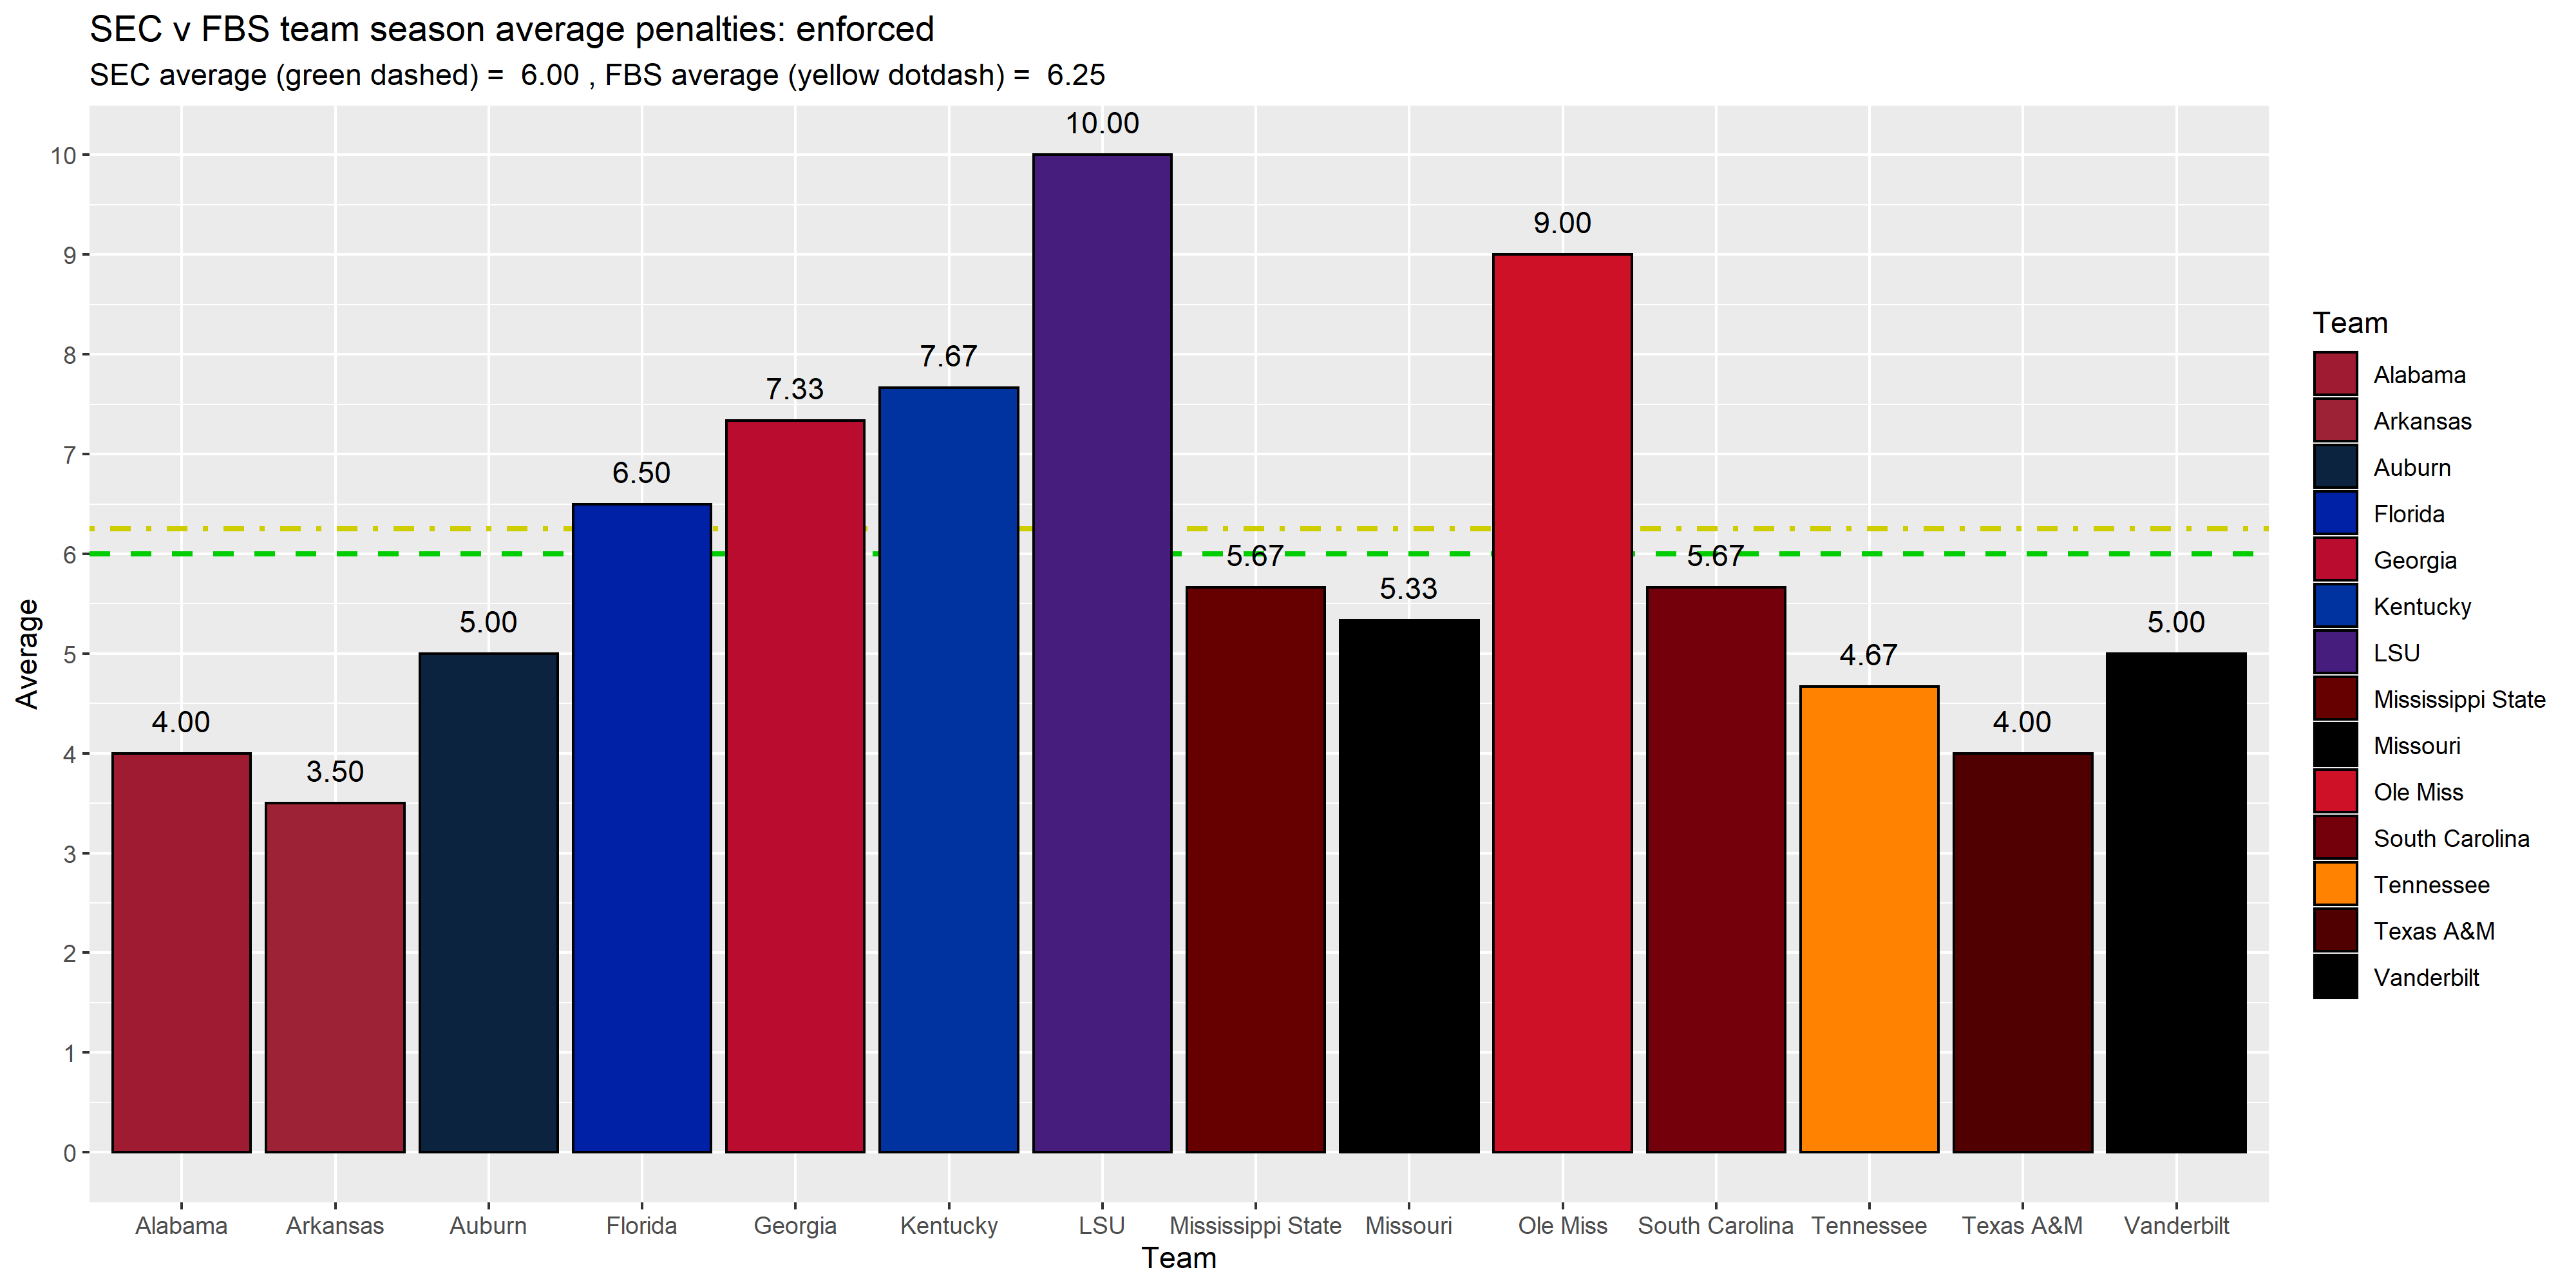 SEC v FBS team season average penalties: enforced
SEC average (green dashed) =  6.00 , FBS average (yellow dotdash) =  6.25
10.00
10
9.00
9
8
7.67
7.33
7
6.50
6
5.67
5.67
5.33
5.00
5.00
5
4.67
4.00
4.00
4
3.50
3
2
1
0
Average
Alabama
Arkansas
Auburn
Florida
Georgia
Kentucky
LSU
Mississippi State
Missouri
Ole Miss
South Carolina
Tennessee
Texas A&M
Vanderbilt
Team
Team
Alabama
Arkansas
Auburn
Florida
Georgia
Kentucky
LSU
Mississippi State
Missouri
Ole Miss
South Carolina
Tennessee
Texas A&M
Vanderbilt